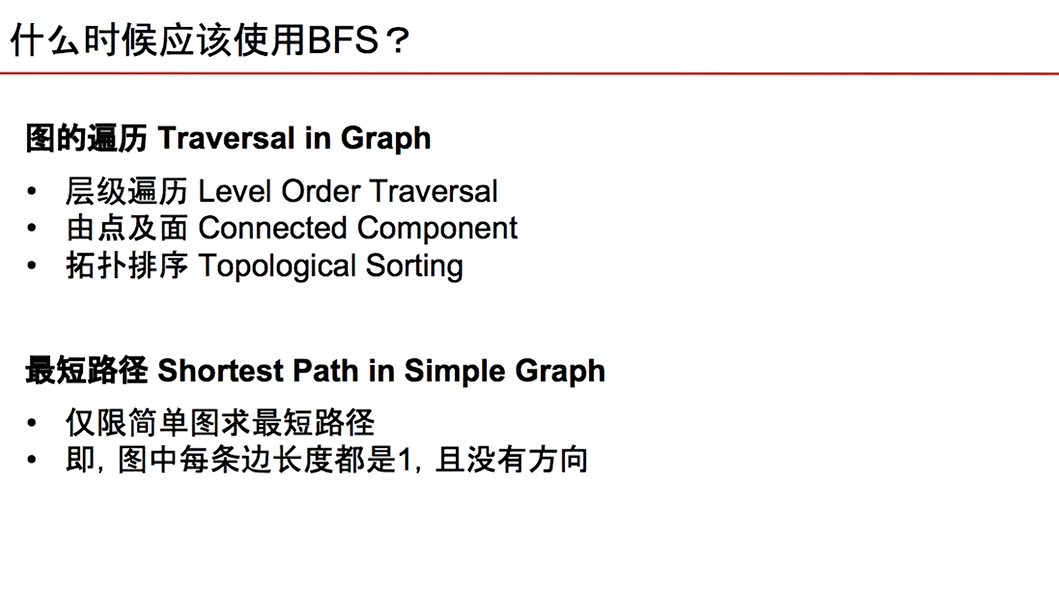 什么时候应该使用BFS？
图的遍历 Traversal in Graph
• 层级遍历 Level Order Traversal
• 由点及面 Connected Component
• 拓扑排序 Topological Sorting
最短路径 Shortest Path in Simple Graph
• 仅限简单图求最短路径
• 即，图中每条边长度都是1，且没有方向